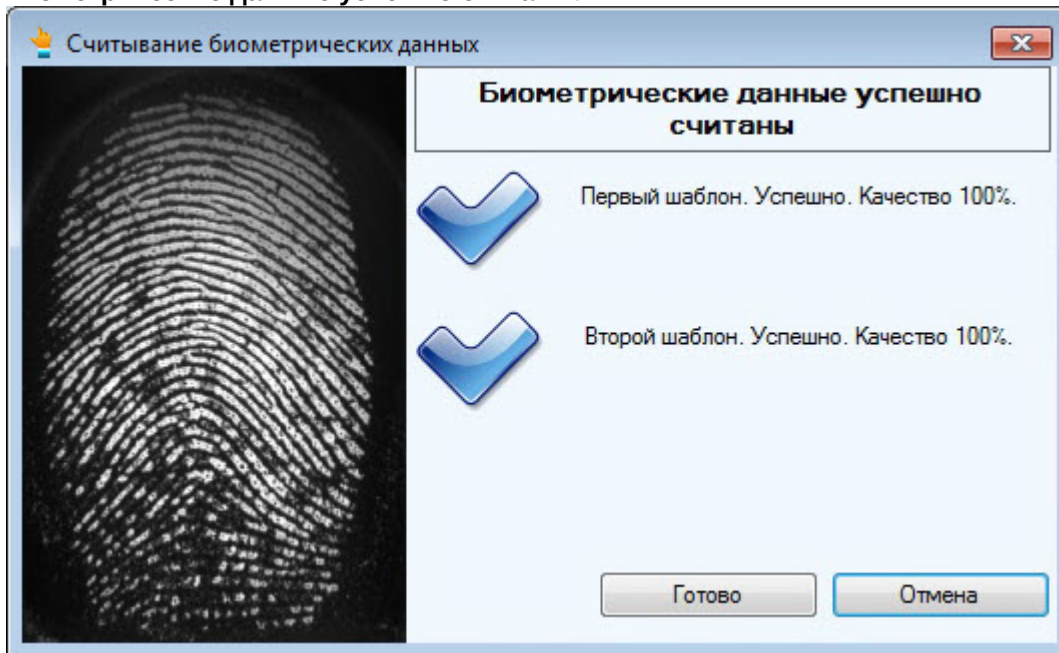 Считывание биометрических данных
Биометрические данные успешно
считаны
Первый шаблон. Успешно. Качество 100%.
Второй шаблон. Успешно. Качество 100%.
Готово
Отмена